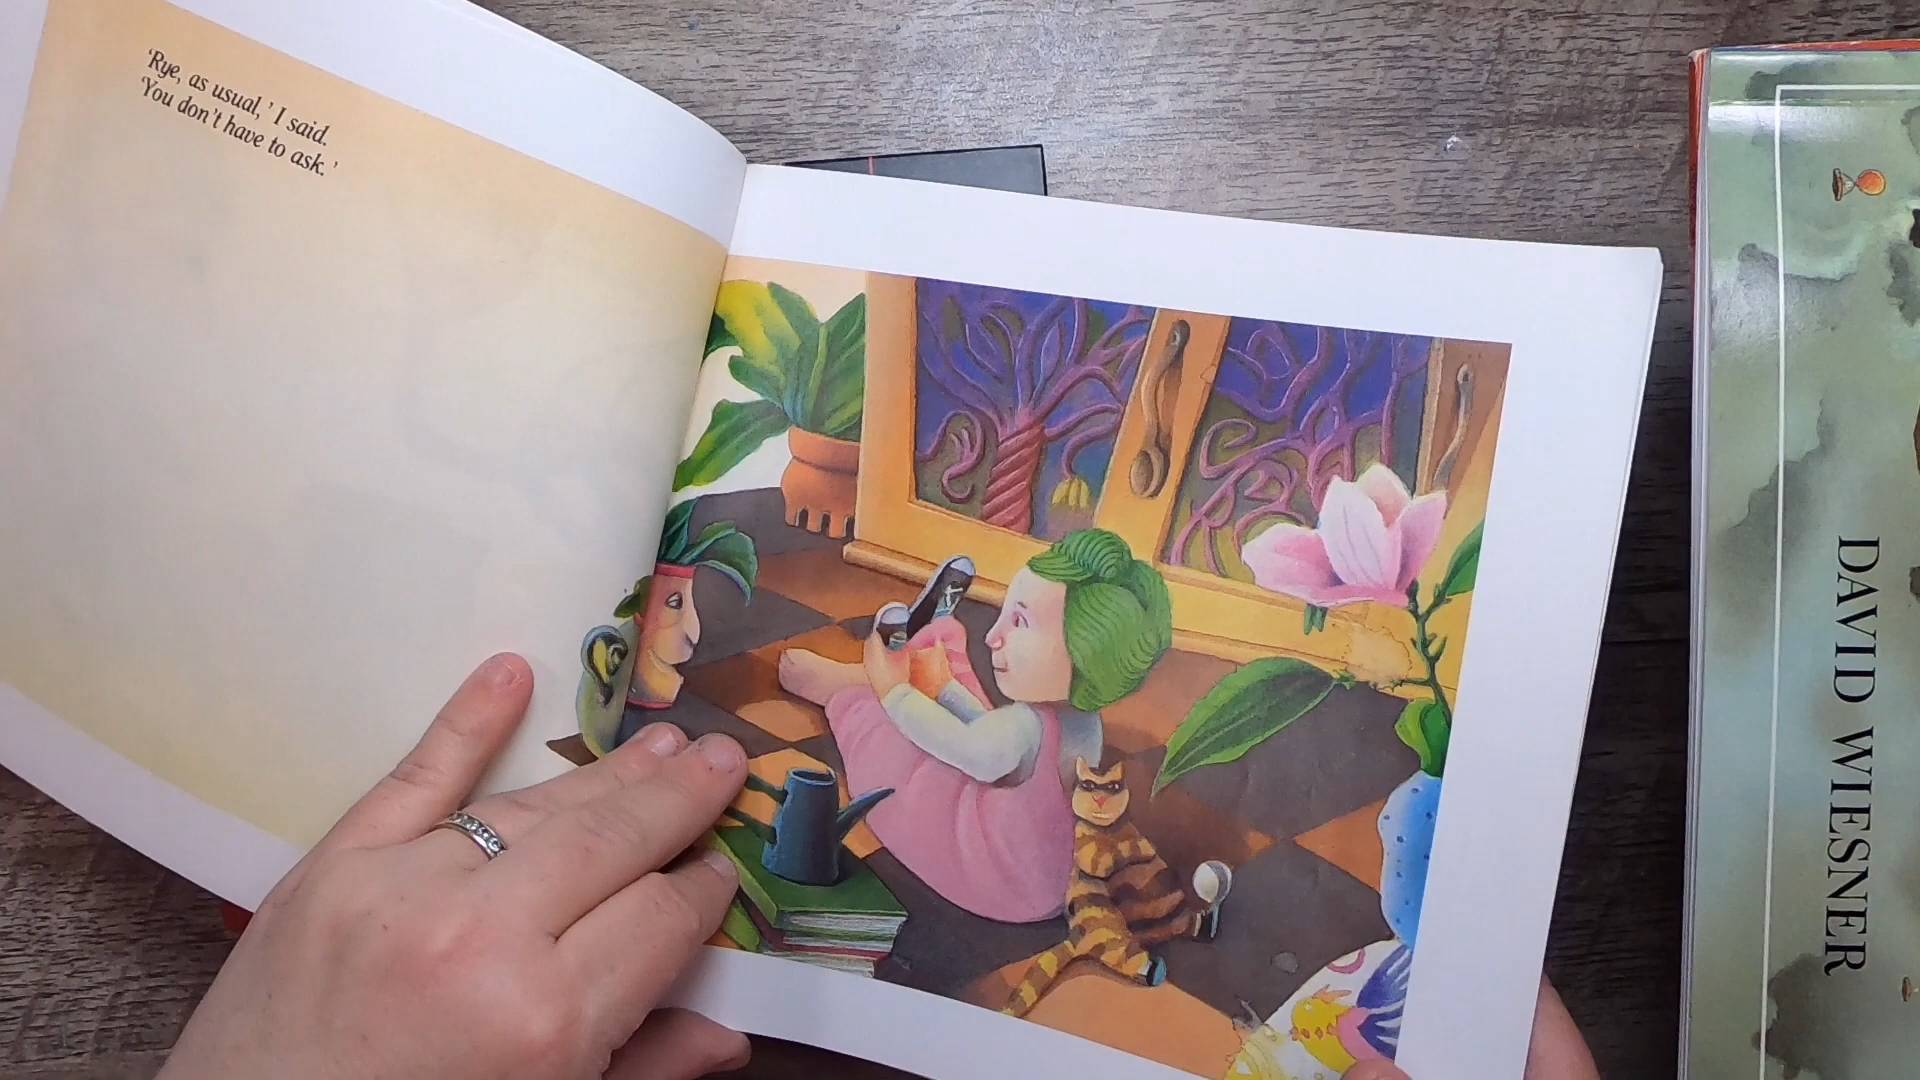 ‘Rye, as usual,’ I said.
‘You don’t have to ask.’
DAVID WIESNER